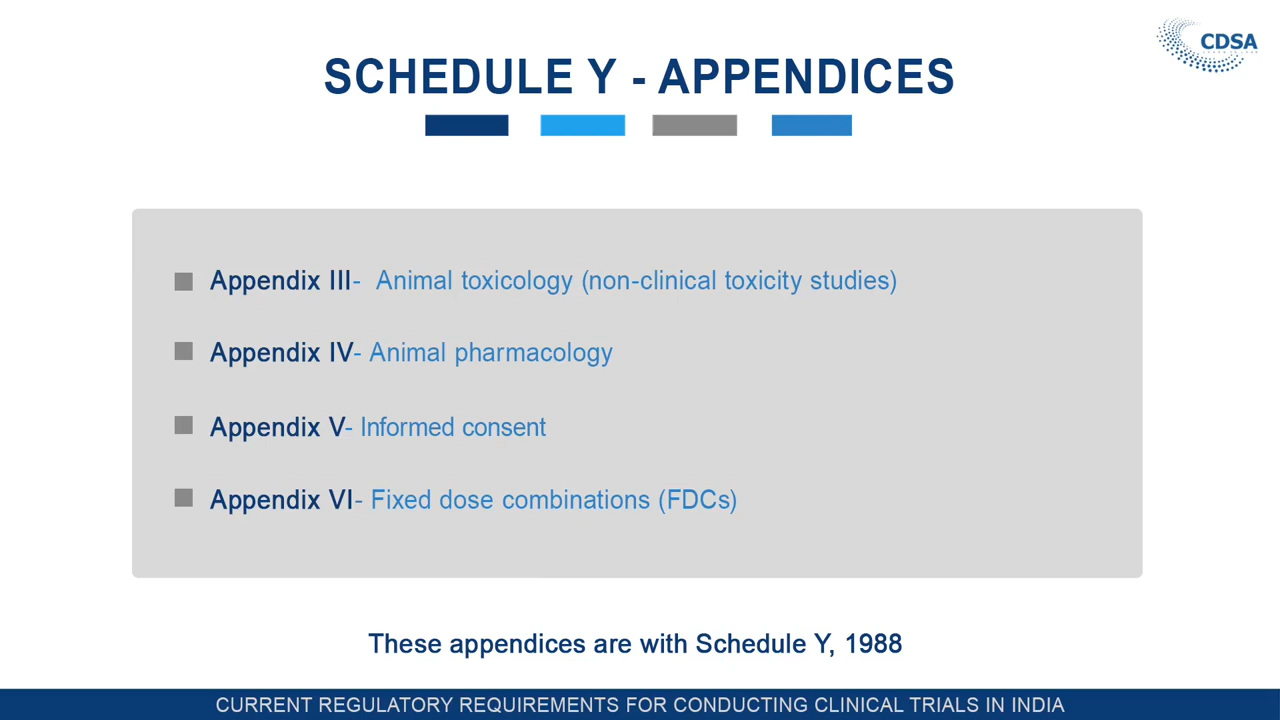 CDSA
SCHEDULE Y - APPENDICES
Appendix III- Animal toxicology (non-clinical toxicity studies)
Appendix IV- Animal pharmacology
Appendix V- Informed consent
Appendix VI- Fixed dose combinations (FDCs)
These appendices are with Schedule Y, 1988
CURRENT REGULATORY REQUIREMENTS FOR CONDUCTING CLINICAL TRIALS IN INDIA